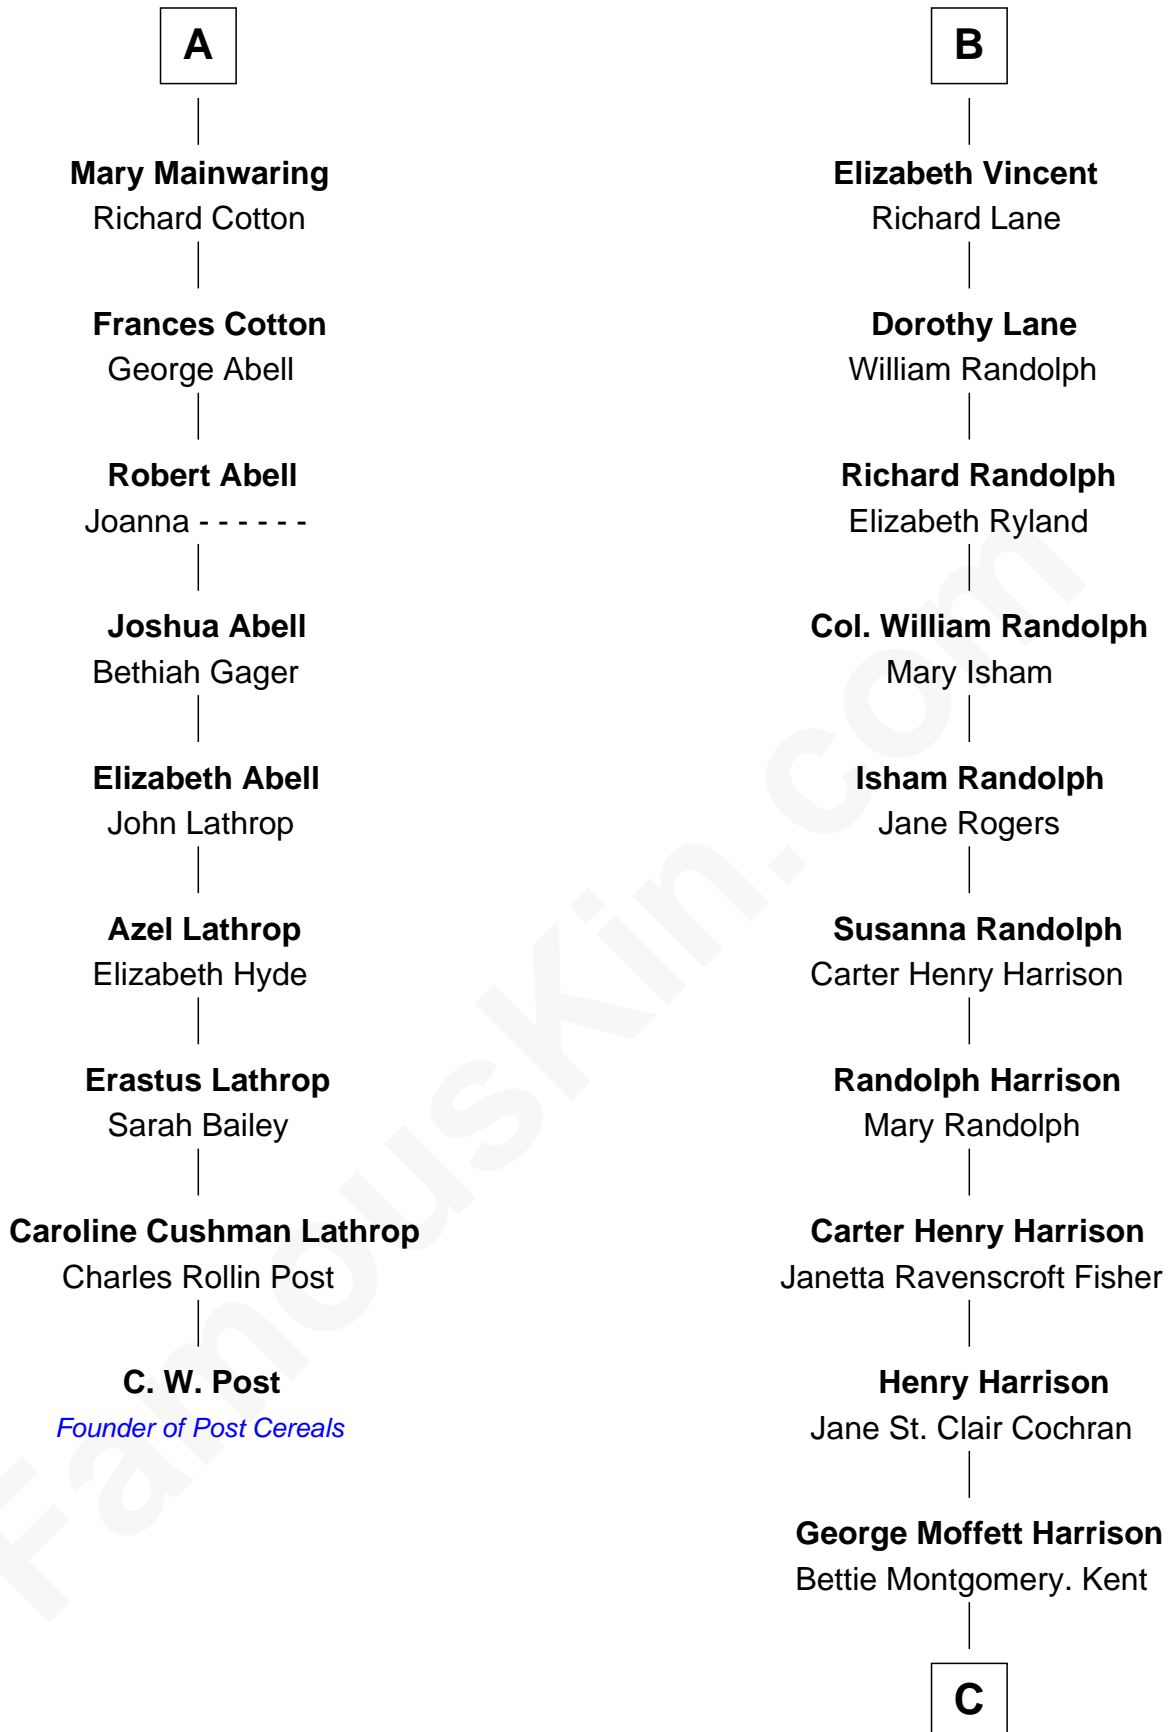 A
Mary Mainwaring
Richard Cotton
Frances Cotton
George Abell
Robert Abell
Joanna - - - - - -
Joshua Abell
Bethiah Gager
Elizabeth Abell
John Lathrop
Azel Lathrop
Elizabeth Hyde
Erastus Lathrop
Sarah Bailey
Caroline Cushman Lathrop
Charles Rollin Post
C. W. Post
Founder of Post Cereals
B
Elizabeth Vincent
Richard Lane
Dorothy Lane
William Randolph
Richard Randolph
Elizabeth Ryland
Col. William Randolph
Mary Isham
Isham Randolph
Jane Rogers
Susanna Randolph
Carter Henry Harrison
Randolph Harrison
Mary Randolph
Carter Henry Harrison
Janetta Ravenscroft Fisher
Henry Harrison
Jane St. Clair Cochran
George Moffett Harrison
Bettie Montgomery. Kent
C
FamousKin.com